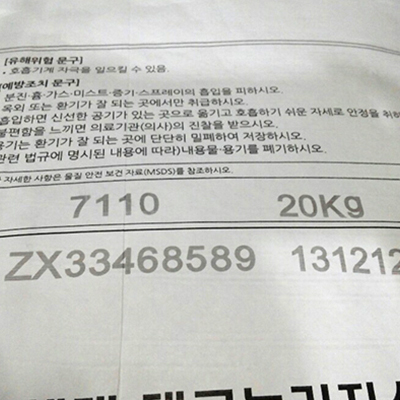 [유해위험 문구]
· 호흡기계 자극을 일으킬 수 있음.
예방조치 문구]
분진·흄·가스·미스트·증기·스프레이의 흡입을 피하시오.
옥외 또는 환기가 잘 되는 곳에서만 취급하시오.
흡입하면 신선한 공기가 있는 곳으로 옮기고 호흡하기 쉬운 자세로 안정을 취하
불편함을 느끼면 의료기관(의사)의 진찰을 받으시오.
용기는 환기가 잘 되는 곳에 단단히 밀폐하여 저장하시오.
관련 법규에 명시된 내용에 따라)내용물·용기를 폐기하시오.
자세한 사항은 물질 안전 보건 자료(MSDS)를 참조하시오.
7110 20Kg
ZX33468589 131212